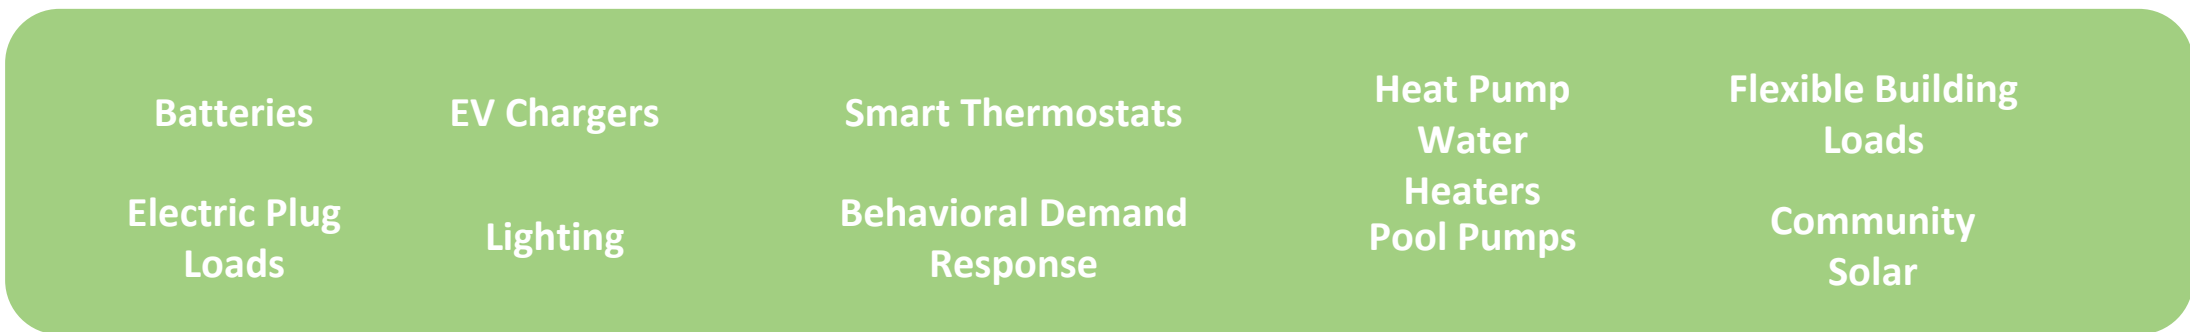 Batteries
EV Chargers
Smart Thermostats
Heat Pump
Water
Heaters
Flexible Building
Loads
Electric Plug
Loads
Lighting
Behavioral Demand
Response
Pool Pumps
Community
Solar